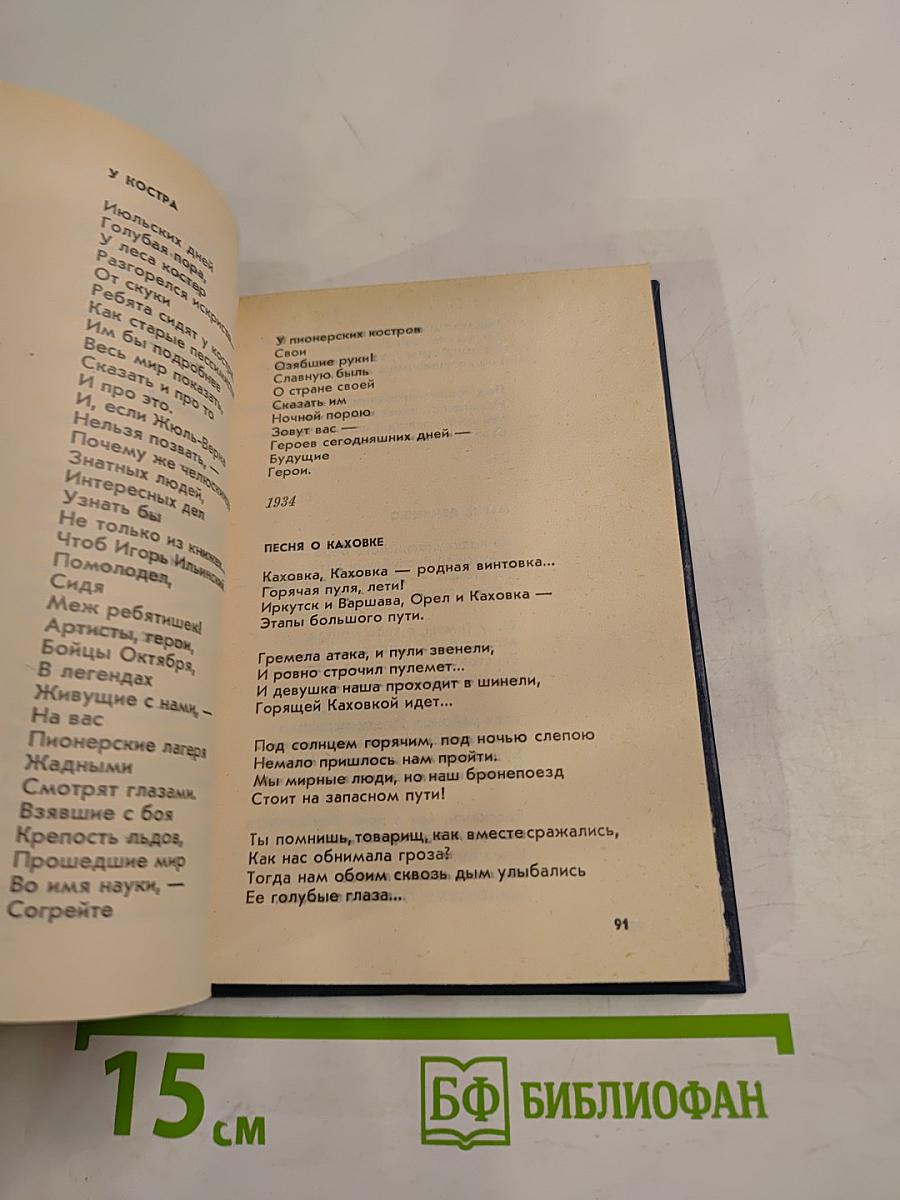 У КОСТРА
Июльских дней
Голубая пора,
У леса костер
Разгорелся
От скуки
Ребята сидят у
Как старые
Им бы подробнее
Весь мир показать,
Сказать и про то
И про это.
И, если Жюль-Верна
Нельзя позвать, —
Почему же
Знатных людей,
Интересных дел
Узнать бы
Не только из книжек...
Чтоб Игорь Ильинский
Помолодел,
Сидя
Меж ребятишек!
Артисты, герои,
Бойцы Октября,
В легендах
Живущие с нами, —
На вас
Пионерские лагеря
Жадными
Смотрят глазами.
Взявшие с боя
Крепость льдов,
Прошедшие мир
Во имя науки, —
Согрейте
У пионерских костров
Свои
Озябшие руки!
Славную быль
О стране своей
Сказать им
Ночной порою
Зовут вас —
Героев сегодняшних дней —
Будущие
Герои.
1934
ПЕСНЯ О КАХОВКЕ
Каховка, Каховка — родная винтовка...
Горячая пуля, лети!
Иркутск и Варшава, Орел и Каховка —
Этапы большого пути.
Гремела атака, и пули звенели,
И ровно строчил пулемет...
И девушка наша проходит в шинели,
Горящей Каховкой идет...
Под солнцем горячим, под ночью слепою
Немало пришлось нам пройти.
Мы мирные люди, но наш бронепоезд
Стоит на запасном пути!
Ты помнишь, товарищ, как вместе сражались,
Как нас обнимала гроза?
Тогда нам обоим сквозь дым улыбались
Ее голубые глаза...
91
15 см
БФ БИБЛИОФАН